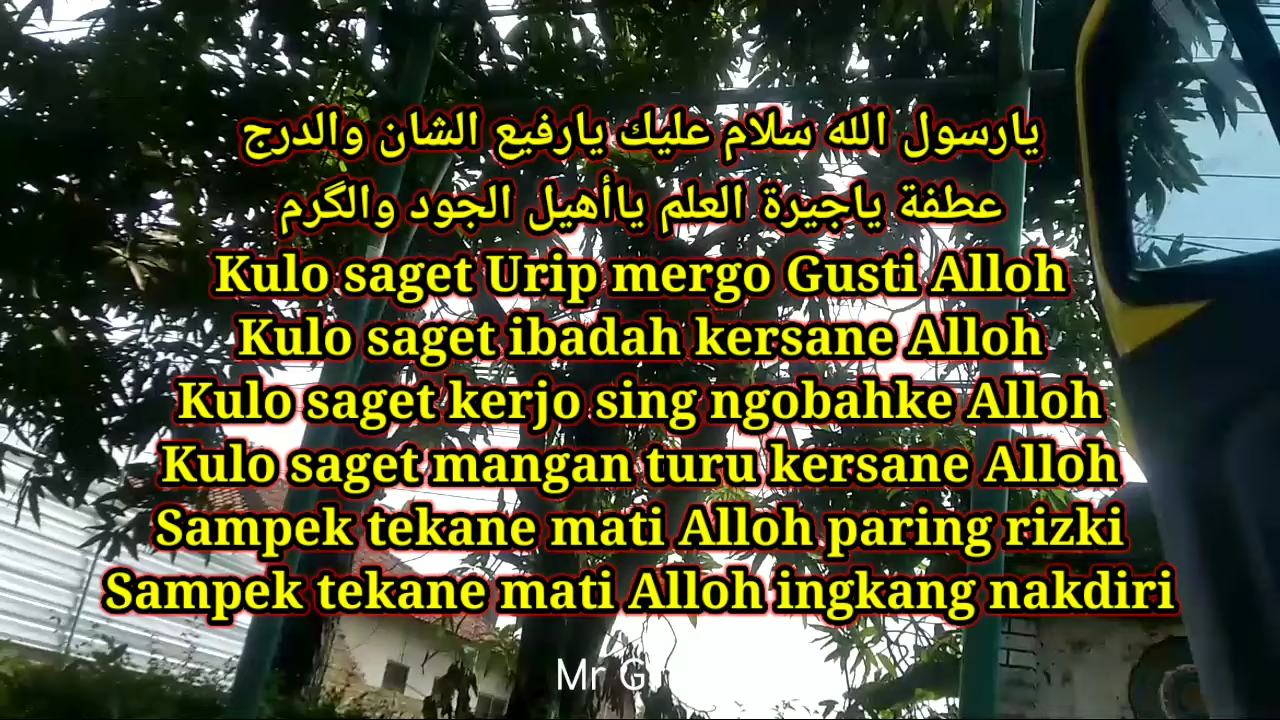 يارسول الله سلام عليك يارفيع الشان والدرج
عطفة ياجيرة العلم ياأهيل الجود والگرم
Kulo saget Urip mergo Gusti Alloh
Kulo saget ibadah kersane Alloh
Kulo saget kerjo sing ngobahke Alloh
Kulo saget mangan turu kersane Alloh
Sampek tekane mati Alloh paring rizki
Sampek tekane mati Alloh ingkang nakdiri
Mr